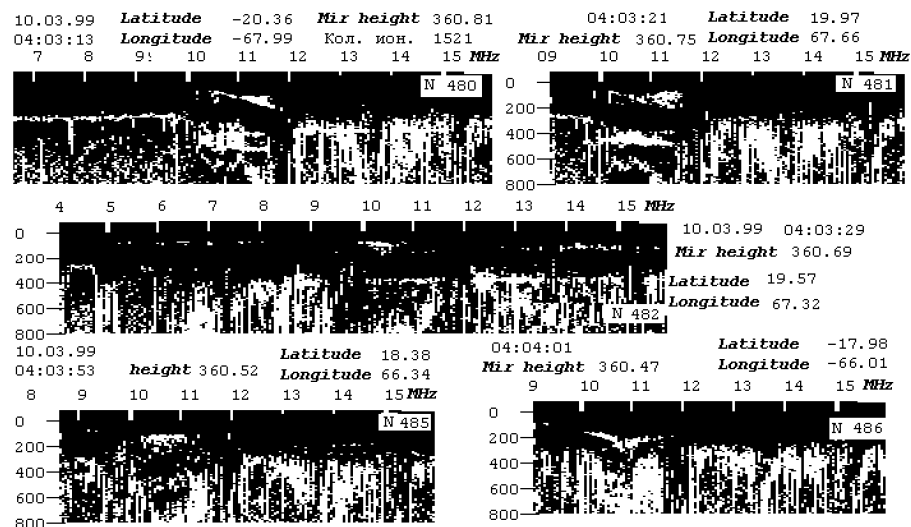 10.03.99 Latitude -20.36 Mir height 360.81
04:03:13 Longitude -67.99 Кол. ион. 1521
7 8 9 10 11 12 13 14 15 MHz
N 480
04:03:21 Latitude 19.97
Mir height 360.75 Longitude 67.66
09 10 11 12 13 14 15 MHz
N 481
0
200
400
600
800
4 5 6 7 8 9 10 11 12 13 14 15 MHz
0
200
400
600
800
N 482
10.03.99 04:03:29
Mir height 360.69
Latitude 19.57
Longitude 67.32
10.03.99 Latitude 18.38
04:03:53 height 360.52 Longitude 66.34
8 9 10 11 12 13 14 15 MHz
0
200
400
600
800
N 485
04:04:01 Latitude -17.98
Mir height 360.47 Longitude -66.01
9 10 11 12 13 14 15 MHz
0
200
400
600
800
N 486